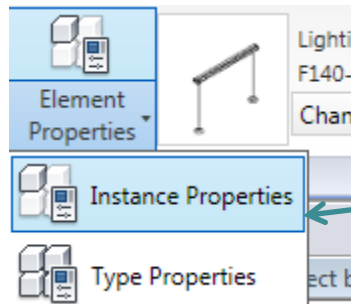 Element
Properties
Lighti
F140-
Chan
Instance Properties
Type Properties
ect b